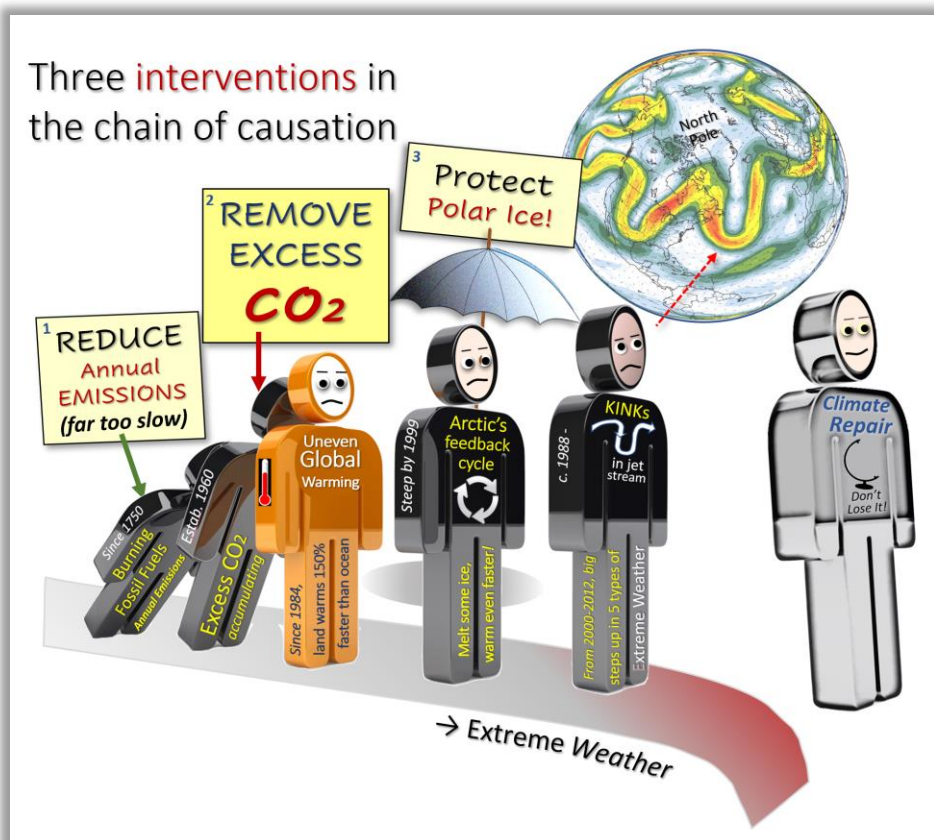 Three interventions in
the chain of causation
1
REDUCE
Annual
EMISSIONS
(far too slow)
2
REMOVE
EXCESS
CO2
3
Protect
Polar Ice!
North
Pole
Since 1750
Burning
Fossil Fuels
Annual Emissions
Estab. 1960
Excess CO2
accumulating
Uneven
Global
Warming
Since 1984,
land warms 150%
faster than ocean
Steep by 1999
Arctic's
feedback
cycle
Melt some ice,
warm even faster!
c. 1988 -
KINKs
in jet
stream
From 2000-2012, big
steps up in 5 types of
Extreme Weather
Climate
Repair
Don't
Lose It!
→ Extreme Weather